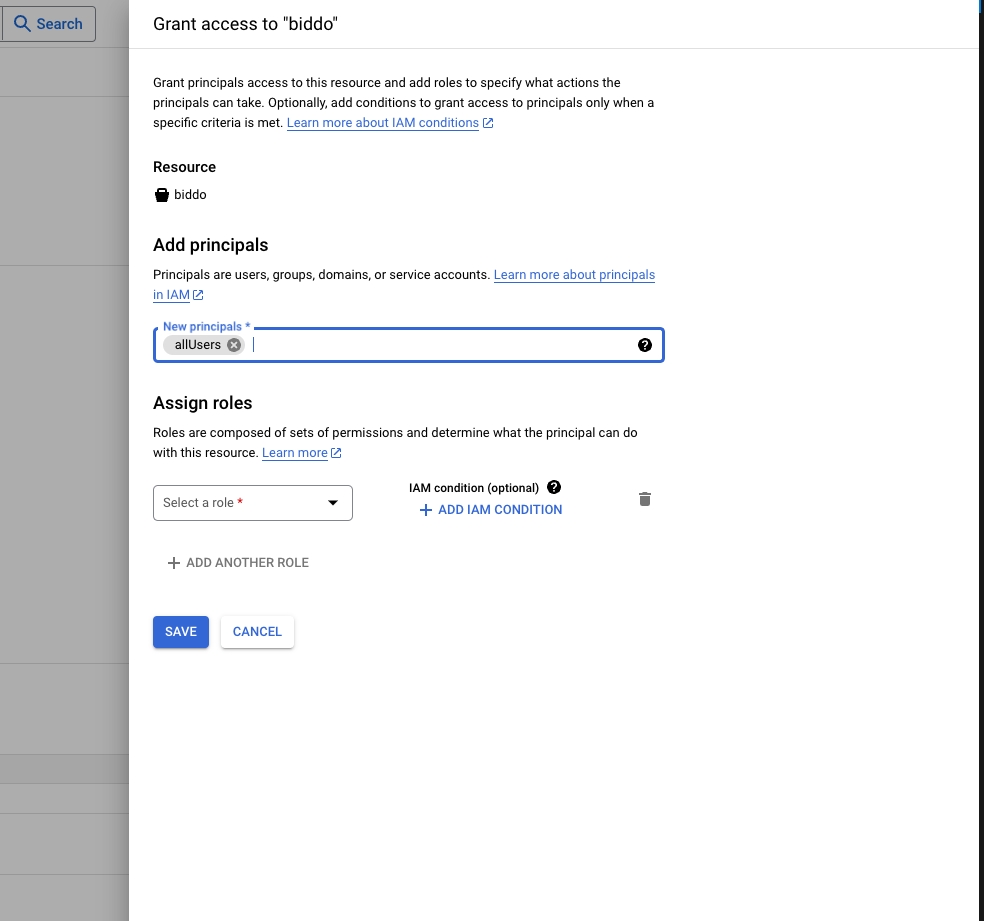 Search
Grant access to "biddo"
Grant principals access to this resource and add roles to specify what actions the
principals can take. Optionally, add conditions to grant access to principals only when a
specific criteria is met. Learn more about IAM conditions
Resource
biddo
Add principals
Principals are users, groups, domains, or service accounts. Learn more about principals
in IAM
New principals *
allUsers
Assign roles
Roles are composed of sets of permissions and determine what the principal can do
with this resource. Learn more
Select a role *
IAM condition (optional)
ADD IAM CONDITION
ADD ANOTHER ROLE
SAVE
CANCEL